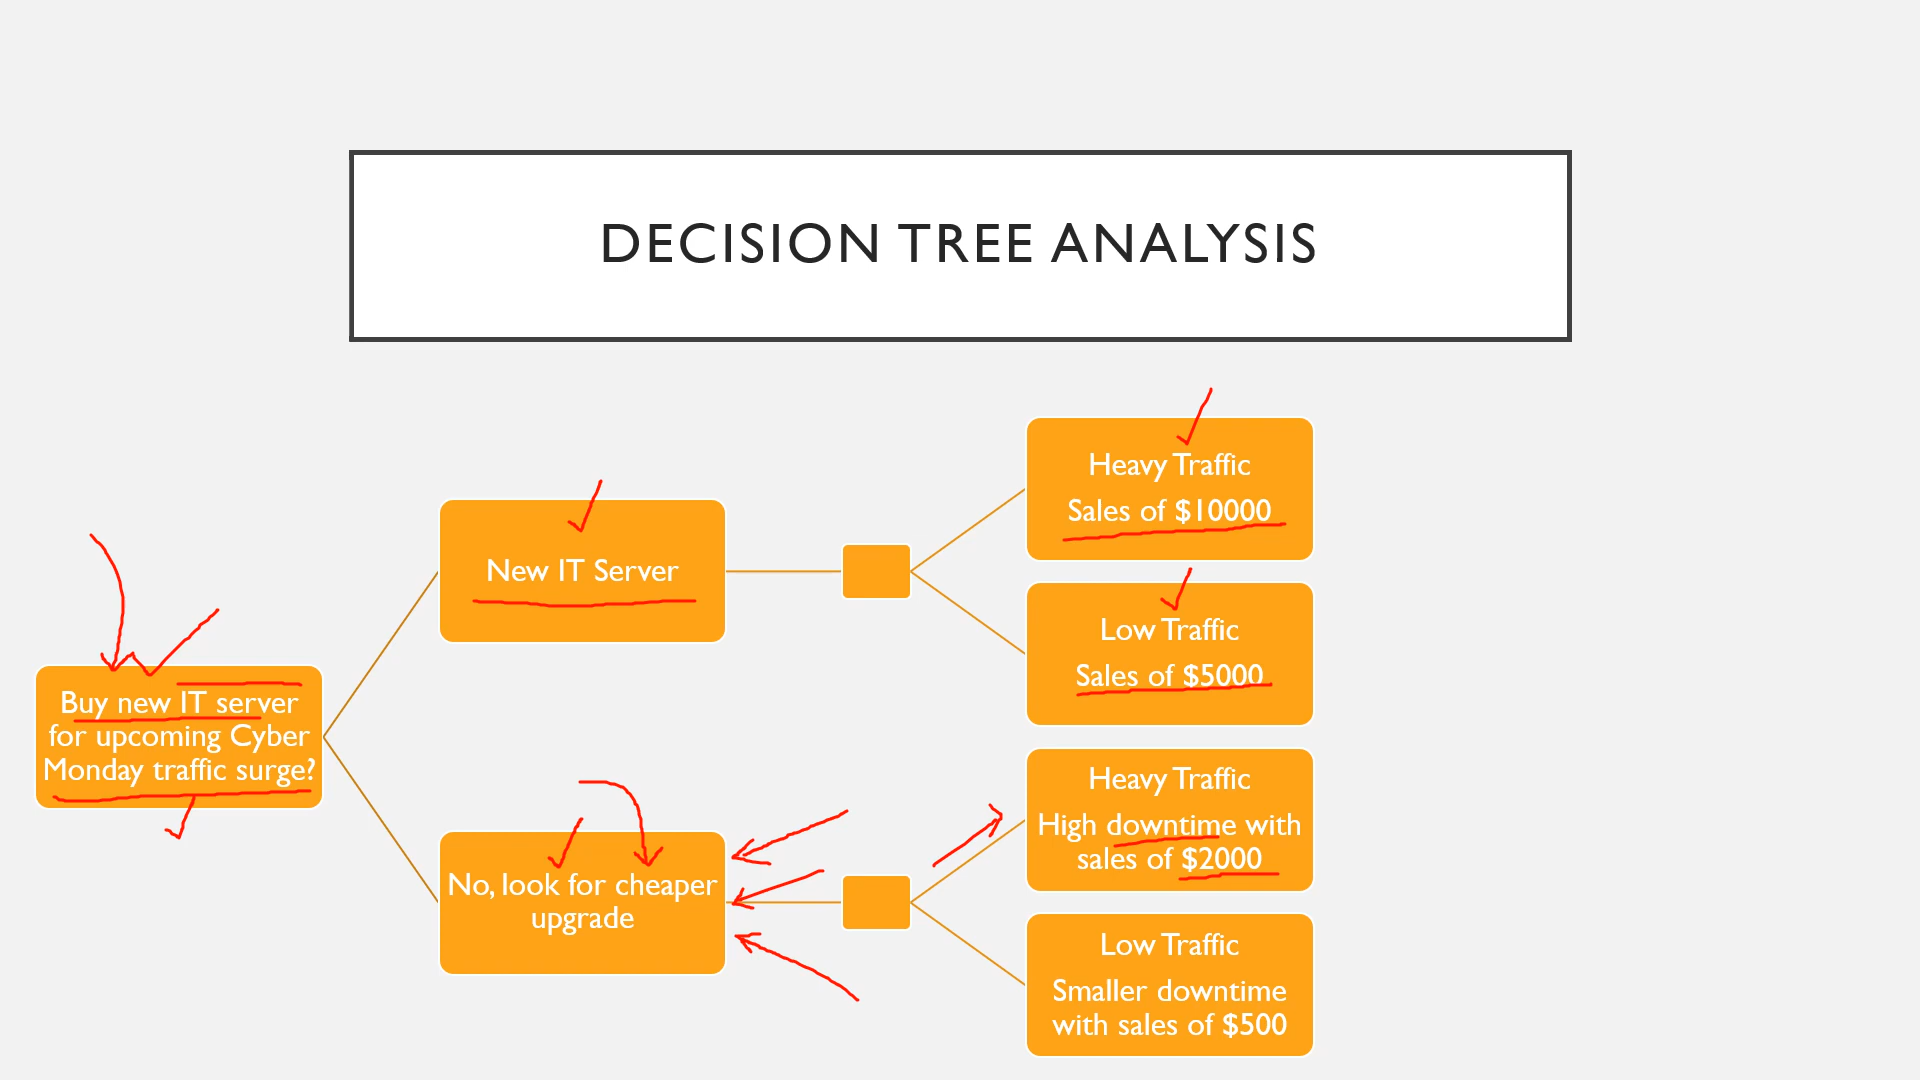 DECISION TREE ANALYSIS
Buy new IT server
for upcoming Cyber
Monday traffic surge?
New IT Server
Heavy Traffic
Sales of $10000
Low Traffic
Sales of $5000
No, look for cheaper
upgrade
Heavy Traffic
High downtime with
sales of $2000
Low Traffic
Smaller downtime
with sales of $500